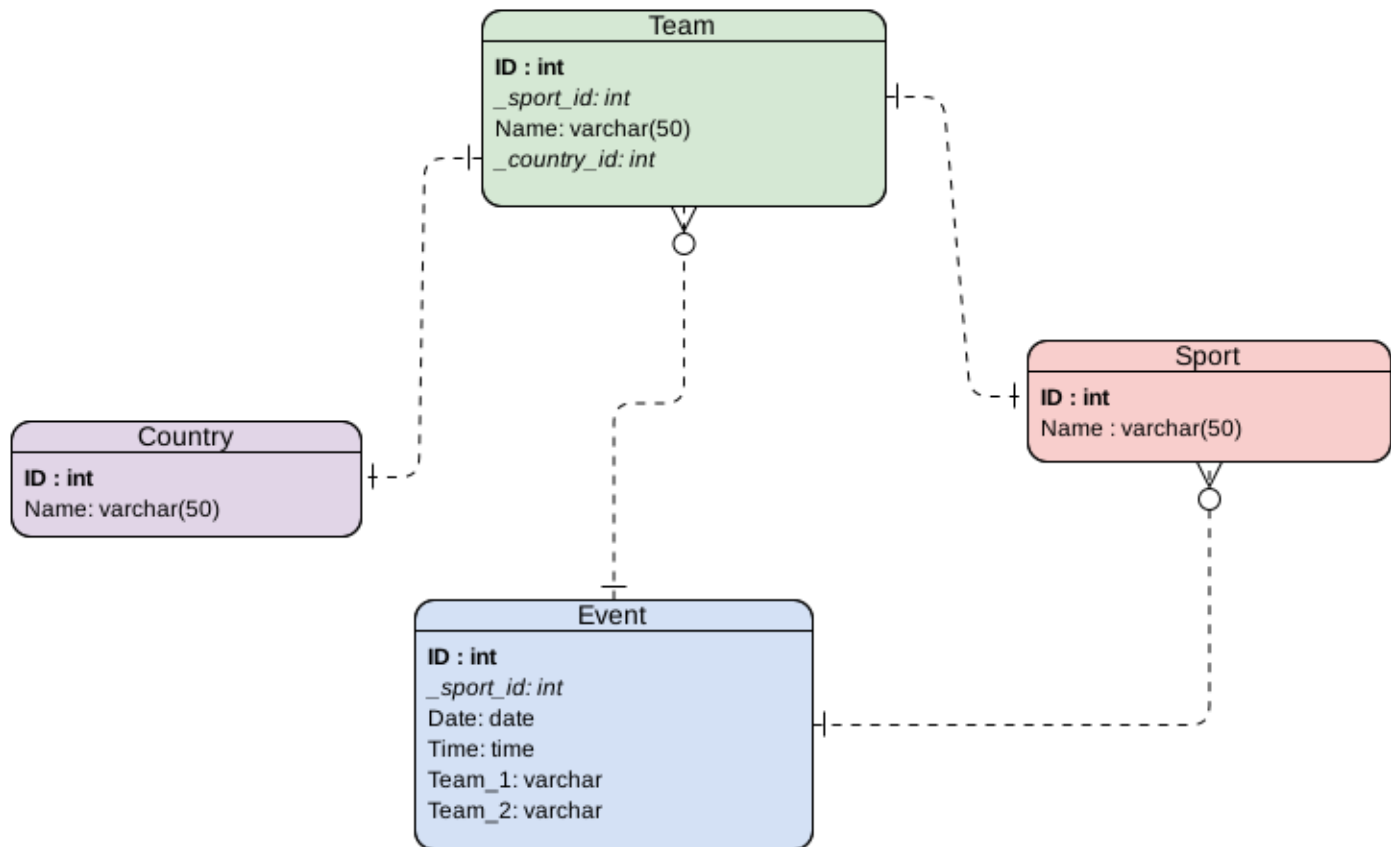 Team
ID : int
_sport_id: int
Name: varchar(50)
_country_id: int
Sport
ID : int
Name : varchar(50)
Country
ID : int
Name: varchar(50)
Event
ID : int
_sport_id: int
Date: date
Time: time
Team_1: varchar
Team_2: varchar